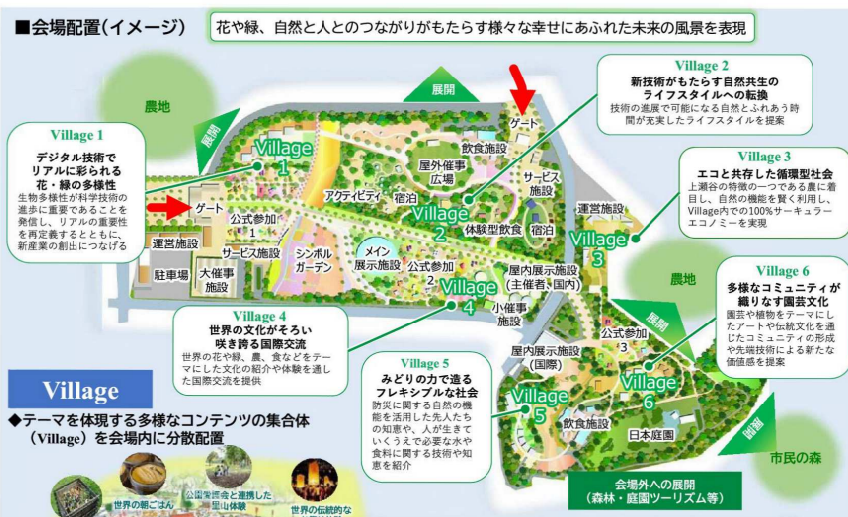 ■会場配置(イメージ)
花や緑、自然と人とのつながりがもたらす様々な幸せにあふれた未来の風景を表現
Village 2
新技術がもたらす自然共生の
ライフスタイルへの転換
技術の進展で可能になる自然とふれあう時
間が充実したライフスタイルを提案
展開
農地
展開
ゲート
Village 1
デジタル技術で
リアルに彩られる
花・緑の多様性
生物多様性が科学技術の
進歩に重要であることを
発信し、リアルの重要性
を再定義するとともに、
新産業の創出につなげる
Village
1
飲食施設
屋外催事
広場
サービス
施設
アクティビティ
宿泊
Village
2
体験型飲食
宿泊
Village 3
エコと共存した循環型社会
上瀬谷の特徴の一つである農に着
目し、自然の機能を賢く利用し、
Village内での100%サーキュラー
エコノミーを実現
ゲート
公式参加
1
運営施設
サービス施設
駐車場
大催事
施設
シンボル
ガーデン
メイン
展示施設
公式参加
2
運営施設
Village
3
屋内展示施設
(主催者、国内)
Village
4
小催事
施設
農地
展開
Village 6
多様なコミュニティが
織りなす園芸文化
園芸や植物をテーマにし
たアートや伝統文化を通
じたコミュニティの形成
や先端技術による新たな
価値感を提案
Village 4
世界の文化がそろい
咲き誇る国際交流
世界の花や緑、農、食などをテー
マにした文化の紹介や体験を通し
た国際交流を提供
公式参加
3
屋内展示施設
(国際)
Village 5
みどりの力で造る
フレキシブルな社会
防災に関する自然の機
能を活用した先人たち
の知恵や、人が生きて
いくうえで必要な水や
食料に関する技術や知
恵を紹介
Village
5
Village
6
飲食施設
日本庭園
展開
市民の森
会場外への展開
(森林・庭園ツーリズム等)
Village
◆テーマを体現する多様なコンテンツの集合体
(Village)を会場内に分散配置
世界の朝ごはん
公園愛護会と連携した
里山体験
世界の伝統的な